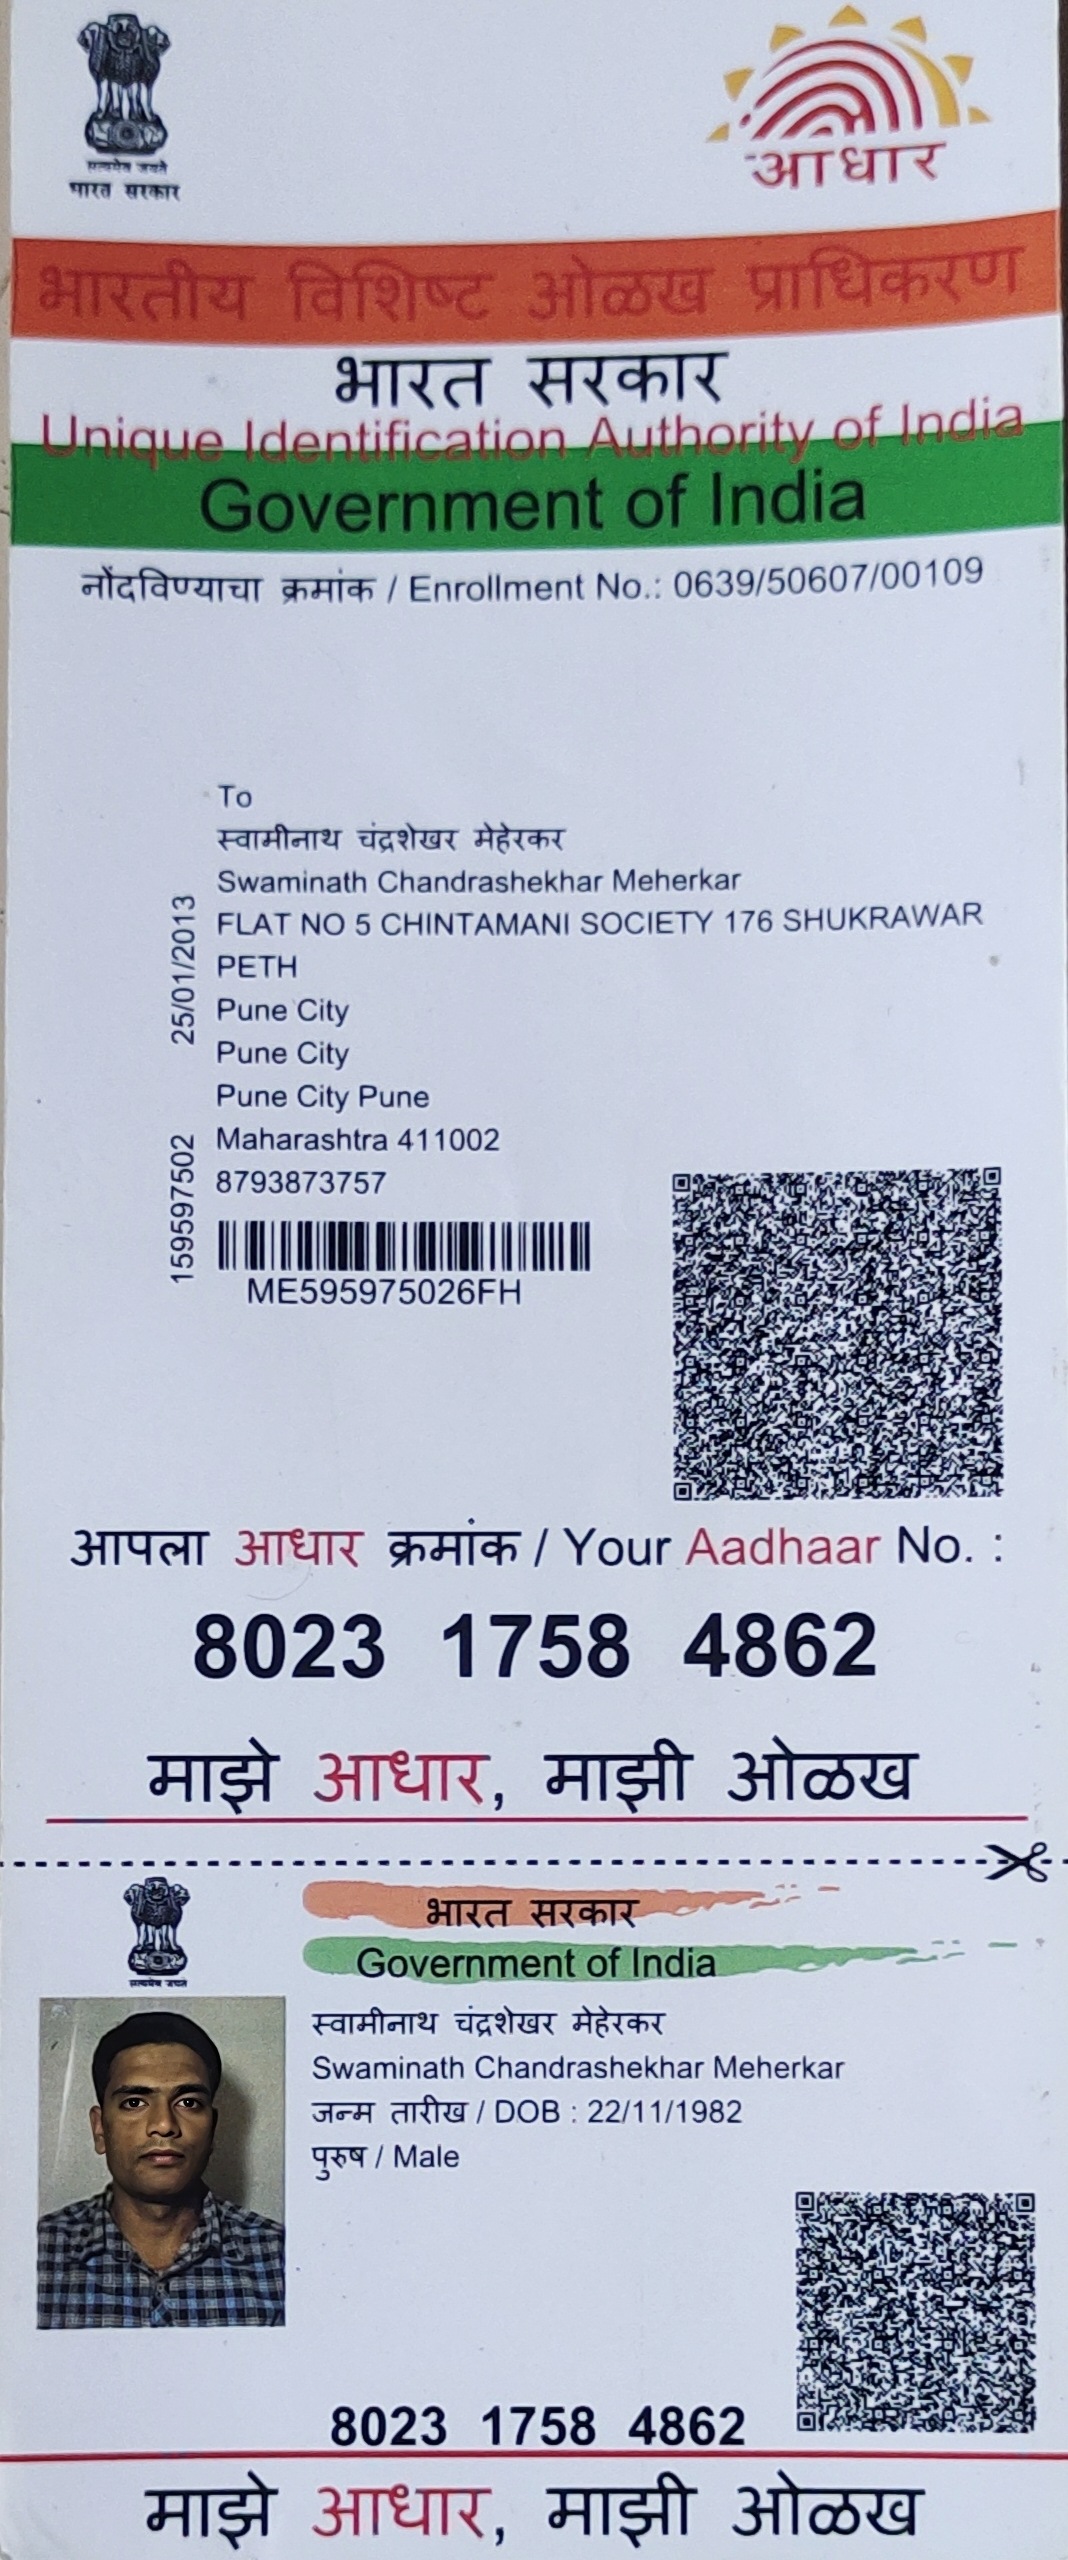 सत्यमेव जयते
भारत सरकार
आधार
भारतीय विशिष्ट ओळख प्राधिकरण
भारत सरकार
Unique Identification Authority of India
Government of India
नोंदविण्याचा क्रमांक / Enrollment No.: 0639/50607/00109
To
स्वामीनाथ चंद्रशेखर मेहेरकर
Swaminath Chandrashekhar Meherkar
FLAT NO 5 CHINTAMANI SOCIETY 176 SHUKRAWAR
PETH
Pune City
Pune City
Pune City Pune
Maharashtra 411002
8793873757
25/01/2013
159597502
ME595975026FH
आपला आधार क्रमांक / Your Aadhaar No. :
8023 1758 4862
माझे आधार, माझी ओळख
सत्यमेव जयते
भारत सरकार
Government of India
स्वामीनाथ चंद्रशेखर मेहेरकर
Swaminath Chandrashekhar Meherkar
जन्म तारीख / DOB : 22/11/1982
पुरुष / Male
8023 1758 4862
माझे आधार, माझी ओळख